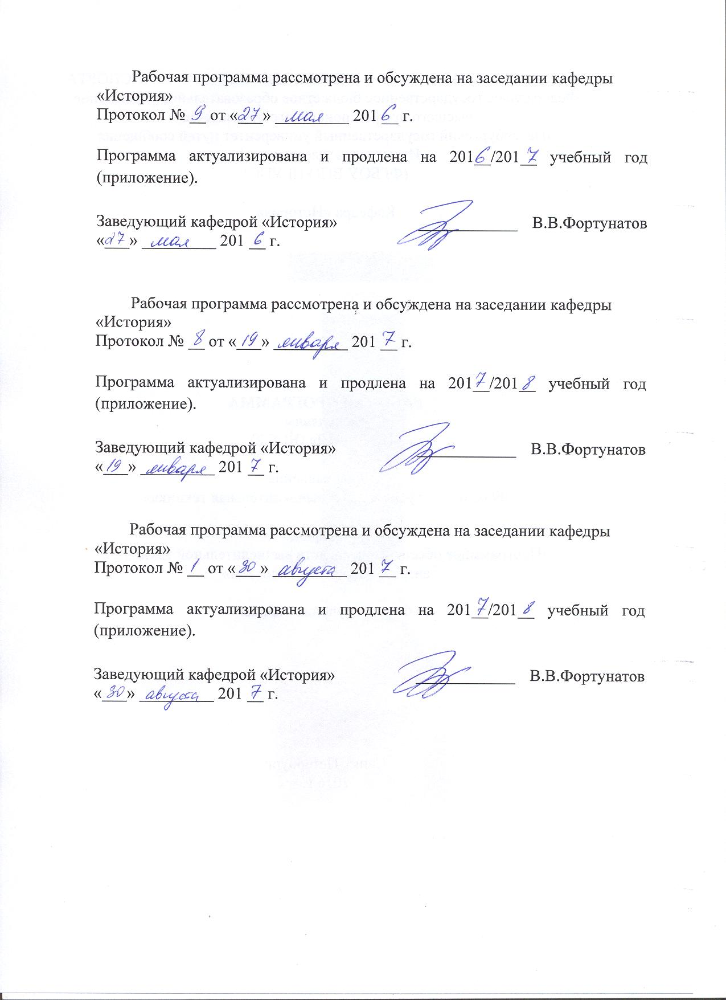 Рабочая программа рассмотрена и обсуждена на заседании кафедры
«История»
Протокол № 9 от «27» мая 2016 г.
Программа актуализирована и продлена на 2016/2017 учебный год
(приложение).
Заведующий кафедрой «История» В.В.Фортунатов
«27» мая 2016 г.
Рабочая программа рассмотрена и обсуждена на заседании кафедры
«История»
Протокол № 8 от «19» января 2017 г.
Программа актуализирована и продлена на 2017/2018 учебный год
(приложение).
Заведующий кафедрой «История» В.В.Фортунатов
«19» января 2017 г.
Рабочая программа рассмотрена и обсуждена на заседании кафедры
«История»
Протокол № 1 от «30» августа 2017 г.
Программа актуализирована и продлена на 2017/2018 учебный год
(приложение).
Заведующий кафедрой «История» В.В.Фортунатов
«30» августа 2017 г.